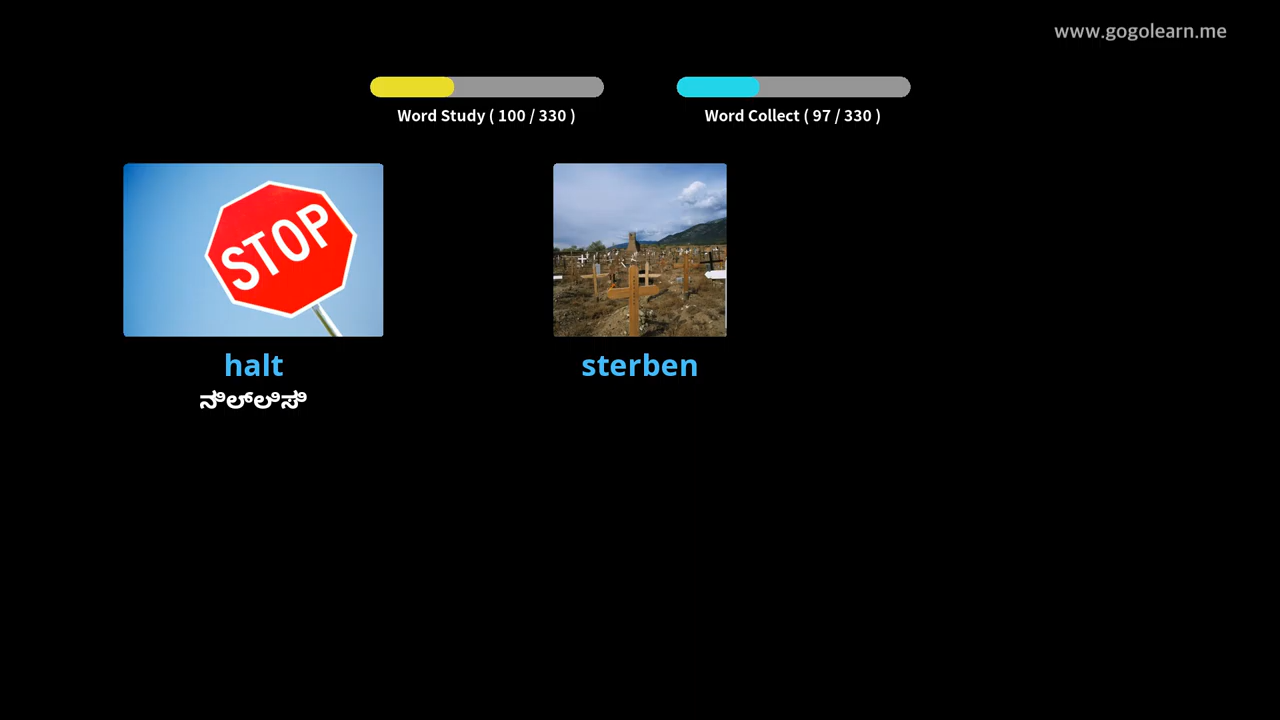 www.gogolearn.me
Word Study ( 100 / 330 )
Word Collect ( 97 / 330 )
STOP
halt
sterben
ನಿಲ್ಲಿಸಿ